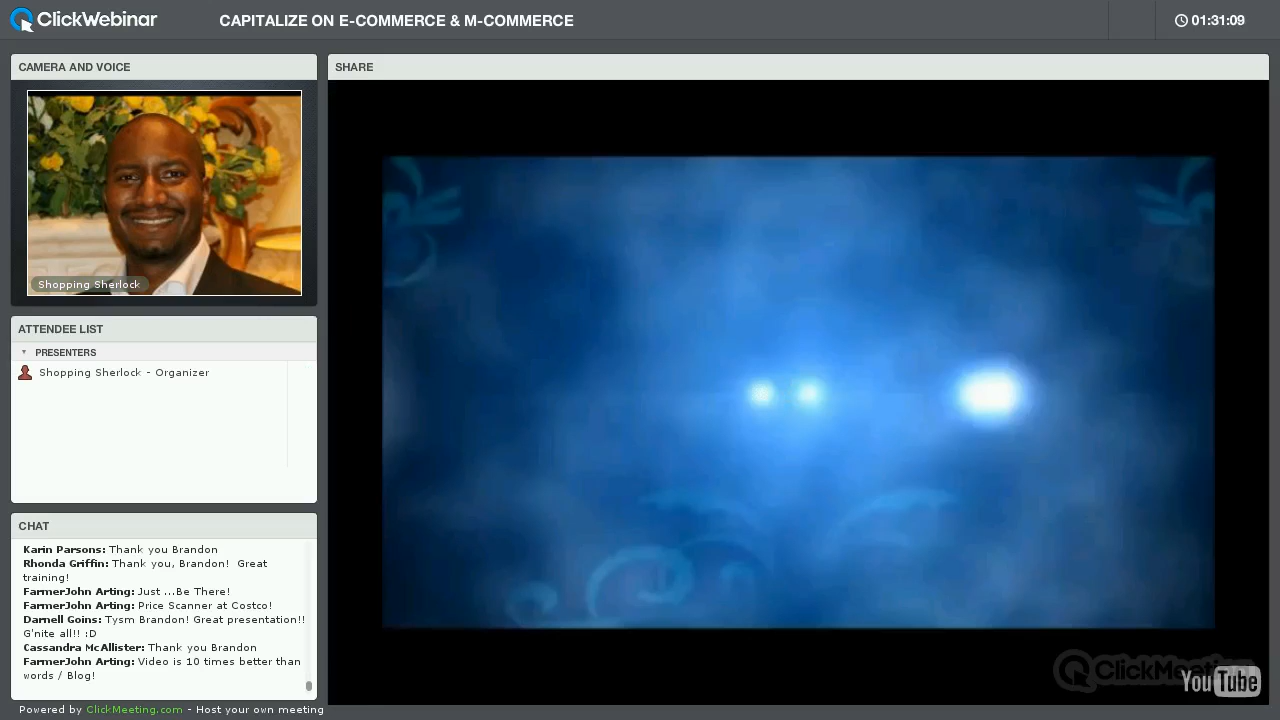 ClickWebinar
CAPITALIZE ON E-COMMERCE & M-COMMERCE
01:31:09
CAMERA AND VOICE
Shopping Sherlock
ATTENDEE LIST
PRESENTERS
Shopping Sherlock - Organizer
CHAT
Karin Parsons: Thank you Brandon
Rhonda Griffin: Thank you, Brandon!  Great
training!
FarmerJohn Arting: Just ...Be There!
FarmerJohn Arting: Price Scanner at Costco!
Darnell Goins: Tysm Brandon! Great presentation!!
G'nite all!! :D
Cassandra McAllister: Thank you Brandon
FarmerJohn Arting: Video is 10 times better than
words / Blog!
SHARE
ClickMeeting
YouTube
Powered by ClickMeeting.com - Host your own meeting